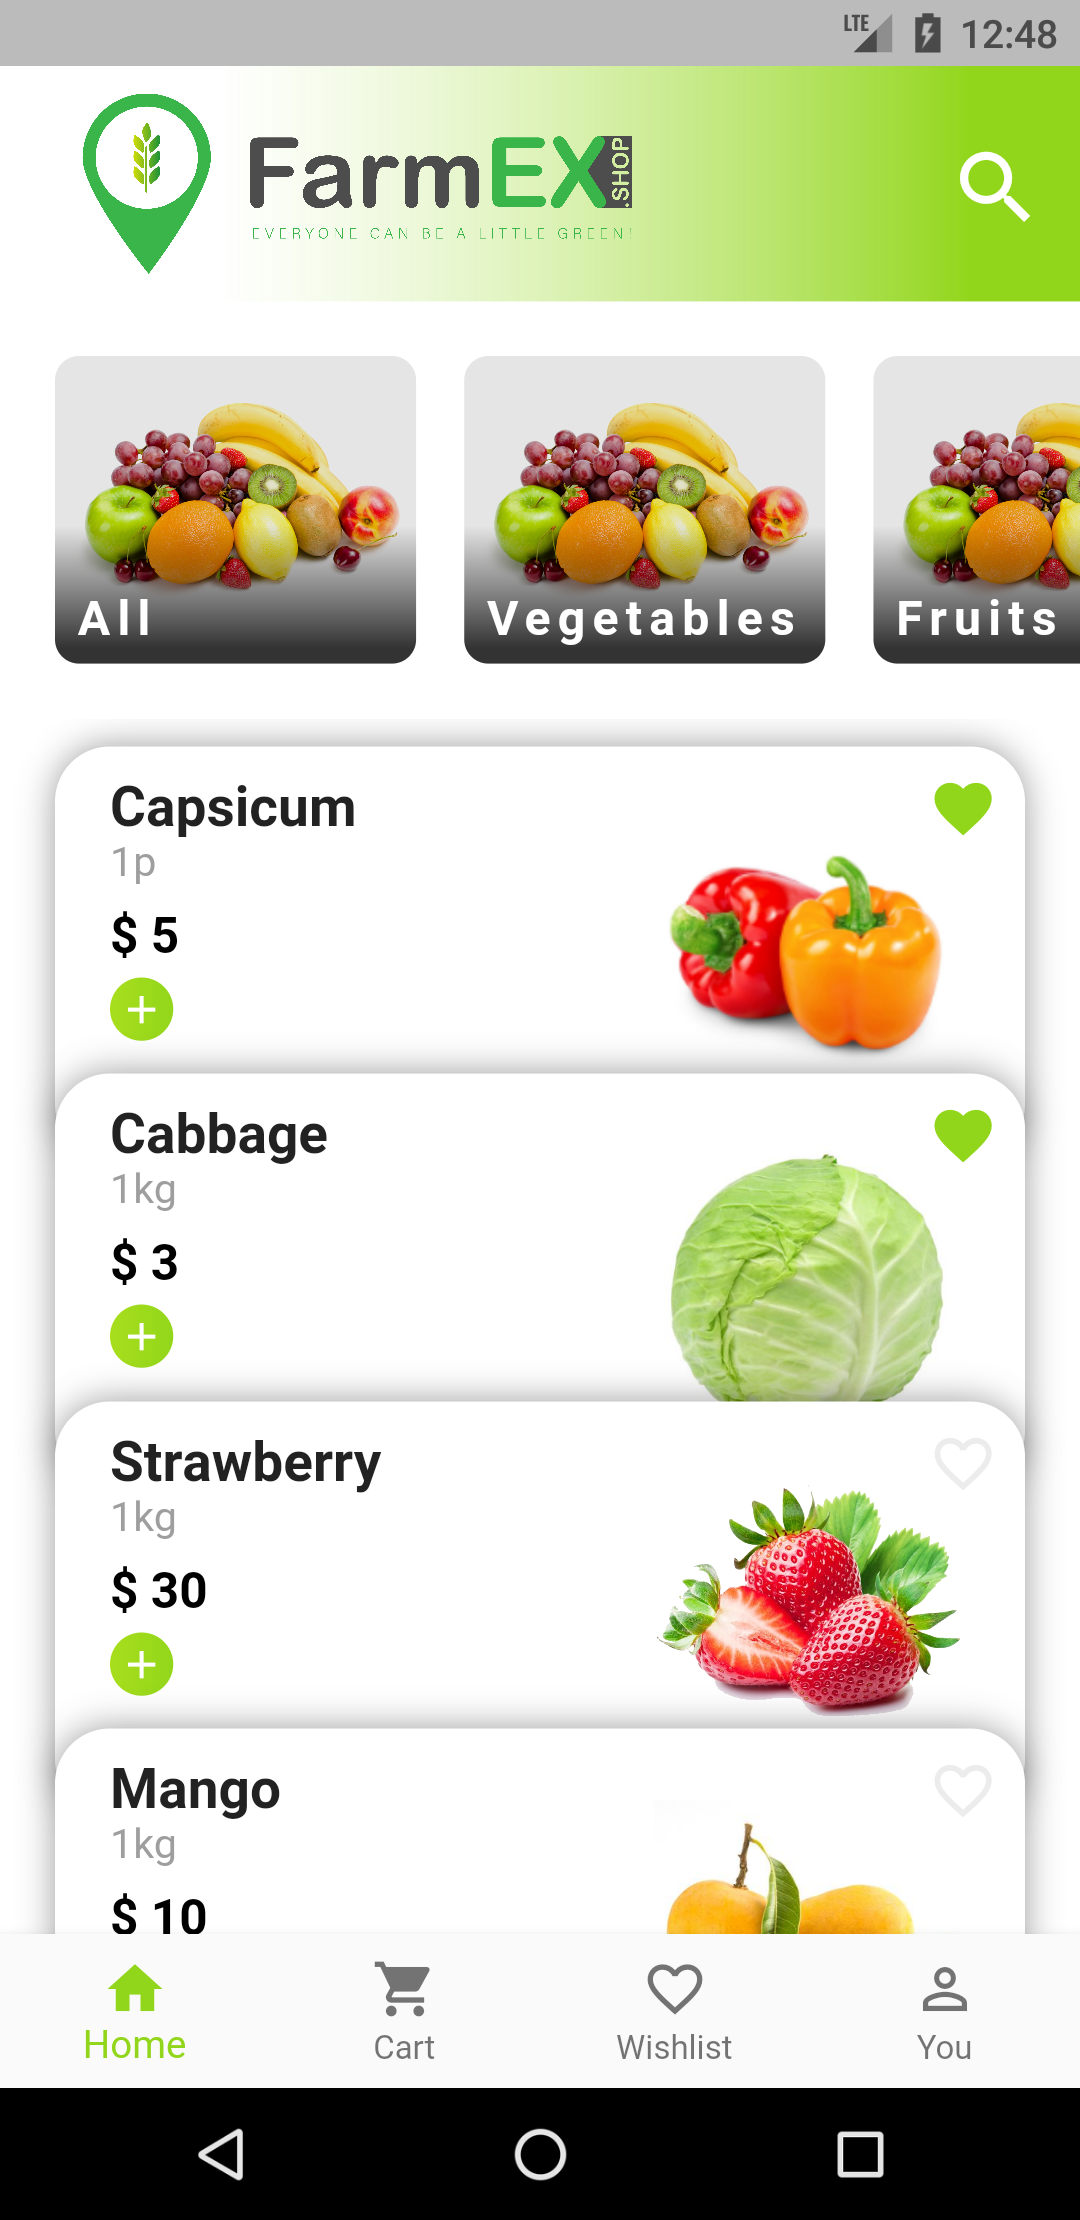 LTE 12:48
FarmEX.SHOP
EVERYONE CAN BE A LITTLE GREEN!
All
Vegetables
Fruits
Capsicum
1p
$ 5
Cabbage
1kg
$ 3
Strawberry
1kg
$ 30
Mango
1kg
$ 10
Home
Cart
Wishlist
You